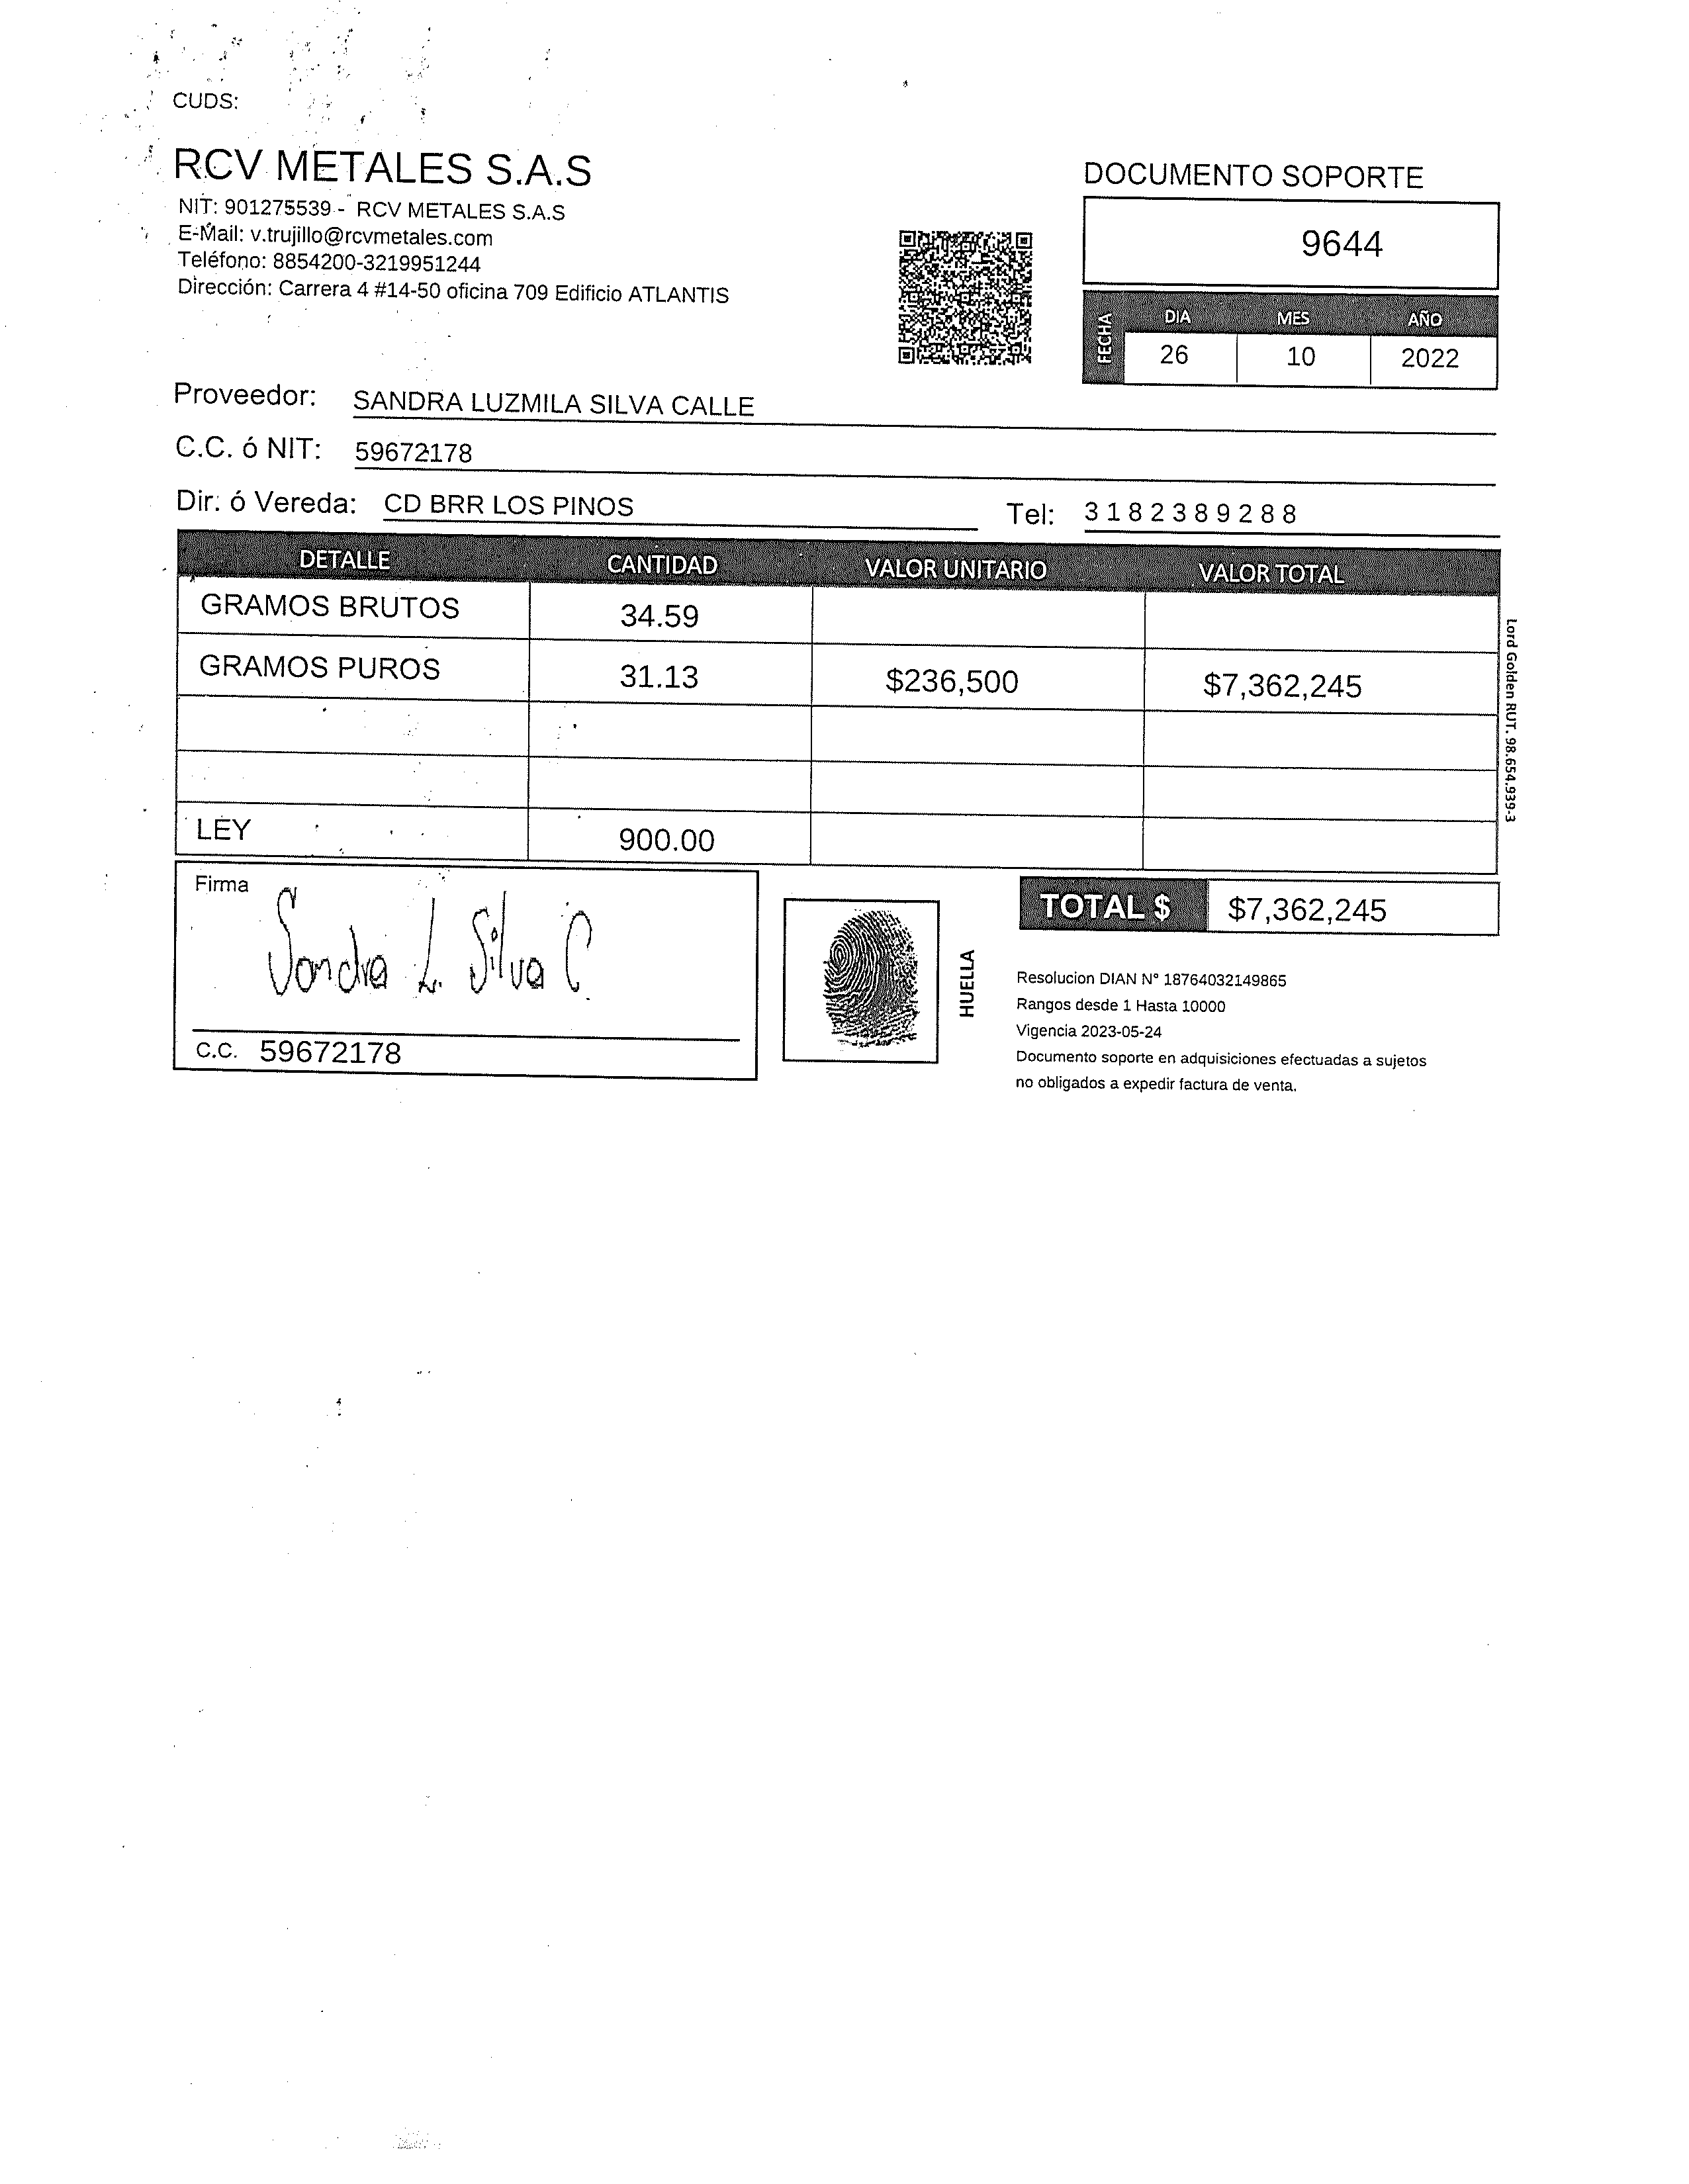 CUDS:
RCV METALES S.A.S
NIT: 901275539 - RCV METALES S.A.S
E-Mail: v.trujillo@rcvmetales.com
Teléfono: 8854200-3219951244
Dirección: Carrera 4 #14-50 oficina 709 Edificio ATLANTIS
DOCUMENTO SOPORTE
9644
FECHA
DIA MES AÑO
26 10 2022
Proveedor: SANDRA LUZMILA SILVA CALLE
C.C. ó NIT: 59672178
Dir. ó Vereda: CD BRR LOS PINOS Tel: 3182389288
DETALLE CANTIDAD VALOR UNITARIO VALOR TOTAL
GRAMOS BRUTOS 34.59
GRAMOS PUROS 31.13 $236,500 $7,362,245
LEY 900.00
Lord Golden RUT. 98.654.939-3
Firma
Sandra L. Silva C
C.C. 59672178
HUELLA
TOTAL $ $7,362,245
Resolucion DIAN N° 18764032149865
Rangos desde 1 Hasta 10000
Vigencia 2023-05-24
Documento soporte en adquisiciones efectuadas a sujetos
no obligados a expedir factura de venta.